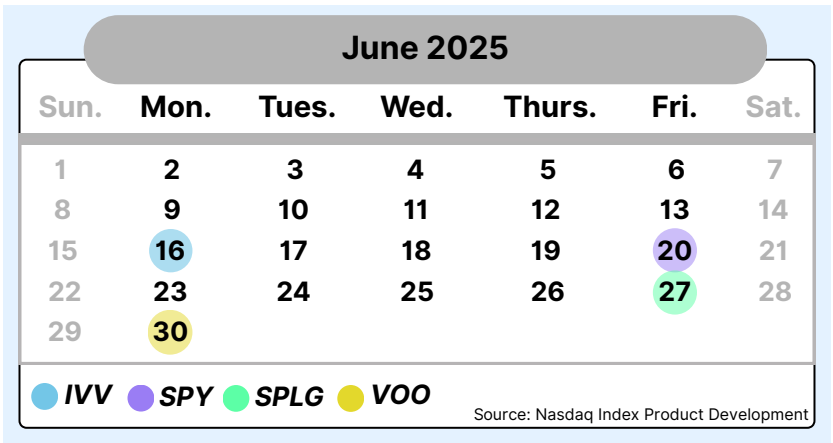 June 2025
Sun. Mon. Tues. Wed. Thurs. Fri. Sat.
1 2 3 4 5 6 7
8 9 10 11 12 13 14
15 16 17 18 19 20 21
22 23 24 25 26 27 28
29 30
IVV SPY SPLG VOO
Source: Nasdaq Index Product Development